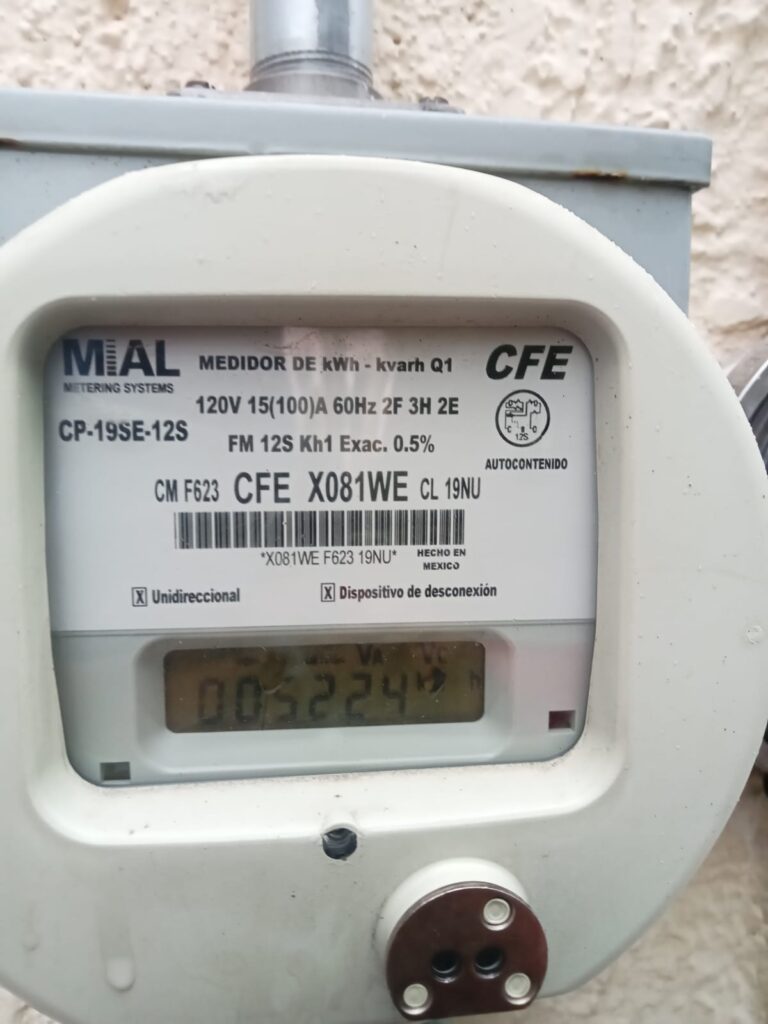 MIAL
METERING SYSTEMS
MEDIDOR DE kWh - kvarh Q1
CFE
120V 15(100)A 60Hz 2F 3H 2E
CP-19SE-12S
FM 12S Kh1 Exac. 0.5%
12S
AUTOCONTENIDO
CM F623 CFE X081WE CL 19NU
*X081WE F623 19NU*
HECHO EN
MEXICO
X Unidireccional
X Dispositivo de desconexión
005224